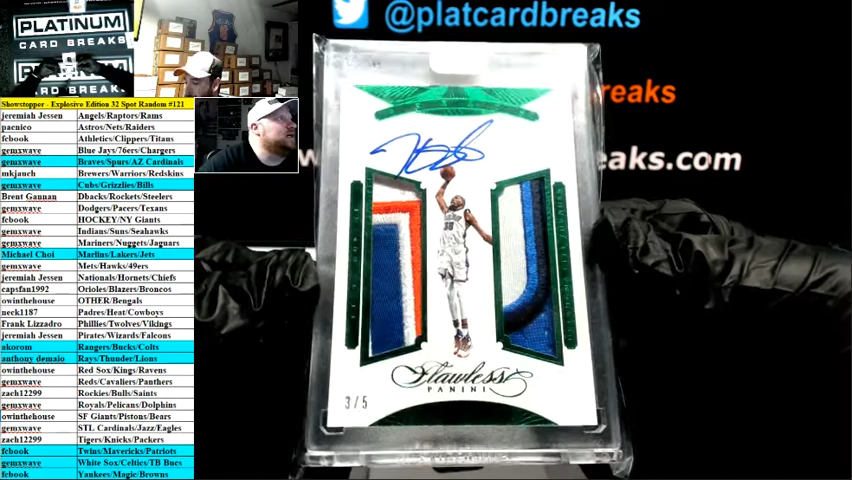 PLATINUM
CARD BREAKS
@platcardbreaks
Showstopper - Explosive Edition 32 Spot Random #121
jeremiah Jessen Angels/Raptors/Rams
pacnico Astros/Nets/Raiders
fcbook Athletics/Clippers/Titans
gemxwave Blue Jays/76ers/Chargers
gemxwave Braves/Spurs/AZ Cardinals
mkjauch Brewers/Warriors/Redskins
gemxwave Cubs/Grizzlies/Bills
Brent Gannan Dbacks/Rockets/Steelers
gemxwave Dodgers/Pacers/Texans
fcbook HOCKEY/NY Giants
gemxwave Indians/Suns/Seahawks
gemxwave Mariners/Nuggets/Jaguars
Michael Choi Marlins/Lakers/Jets
gemxwave Mets/Hawks/49ers
jeremiah Jessen Nationals/Hornets/Chiefs
capsfan1992 Orioles/Blazers/Broncos
owinthehouse OTHER/Bengals
neck1187 Padres/Heat/Cowboys
Frank Lizzadro Phillies/Twolves/Vikings
jeremiah Jessen Pirates/Wizards/Falcons
akorom Rangers/Bucks/Colts
anthony demaio Rays/Thunder/Lions
owinthehouse Red Sox/Kings/Ravens
gemxwave Reds/Cavaliers/Panthers
zach12299 Rockies/Bulls/Saints
gemxwave Royals/Pelicans/Dolphins
owinthehouse SF Giants/Pistons/Bears
gemxwave STL Cardinals/Jazz/Eagles
zach12299 Tigers/Knicks/Packers
fcbook Twins/Mavericks/Patriots
gemxwave White Sox/Celtics/TB Bucs
fcbook Yankees/Magic/Browns
reaks
w
s.com
Flawless
PANINI
3/5